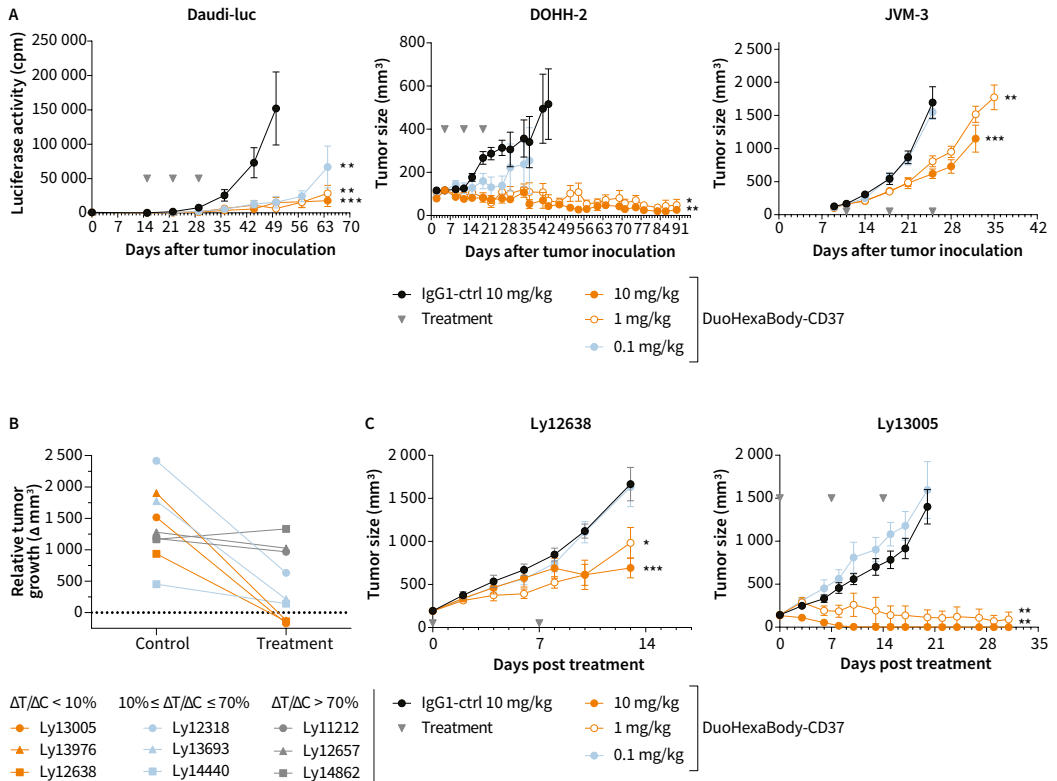 A
Daudi-luc
DOHH-2
JVM-3
Luciferase activity (cpm)
250 000
200 000
150 000
100 000
50 000
0
0 7 14 21 28 35 42 49 56 63 70
Days after tumor inoculation
★★
★★
★★★
Tumor size (mm³)
800
600
400
200
0
0 7 14 21 28 35 42 49 56 63 70 77 84 91
Days after tumor inoculation
★
★★
Tumor size (mm³)
2 500
2 000
1 500
1 000
500
0
0 7 14 21 28 35 42
Days after tumor inoculation
★★
★★★
IgG1-ctrl 10 mg/kg
Treatment
10 mg/kg
1 mg/kg
0.1 mg/kg
DuoHexaBody-CD37
B
Relative tumor
growth (Δ mm³)
2 500
2 000
1 500
1 000
500
0
Control Treatment
ΔT/ΔC < 10% 10% ≤ ΔT/ΔC ≤ 70% ΔT/ΔC > 70%
Ly13005 Ly12318 Ly11212
Ly13976 Ly13693 Ly12657
Ly12638 Ly14440 Ly14862
C
Ly12638
Ly13005
Tumor size (mm³)
2 000
1 500
1 000
500
0
0 7 14
Days post treatment
★
★★★
Tumor size (mm³)
2 000
1 500
1 000
500
0
0 7 14 21 28 35
Days post treatment
★★
★★
IgG1-ctrl 10 mg/kg
Treatment
10 mg/kg
1 mg/kg
0.1 mg/kg
DuoHexaBody-CD37